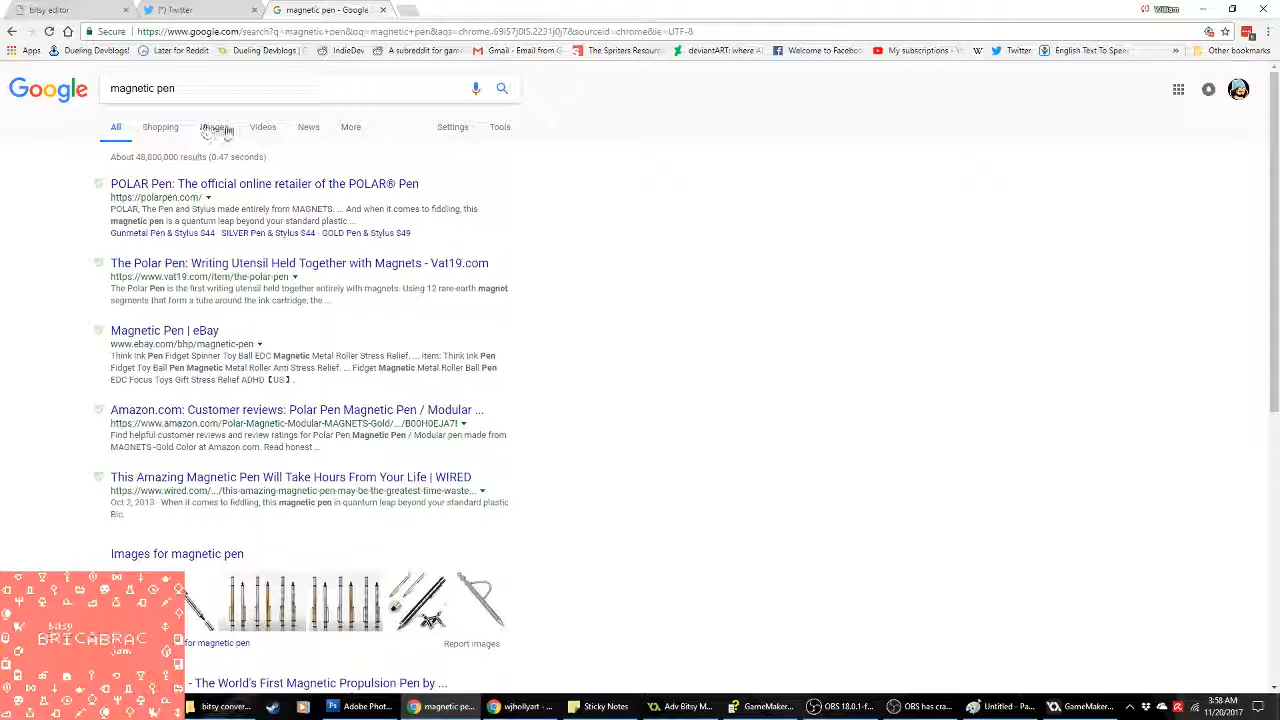 bitsy editor
(*) Twitter
magnetic pen - Google
William
Secure
https://www.google.com/search?q=magnetic+pen&oq=magnetic+pen&aqs=chrome..69i57j0l5.2231j0j7&sourceid=chrome&ie=UTF-8
Apps
Dueling Devblogs
Later for Reddit
Dueling Devblogs
IndieDev
A subreddit for gam
Gmail - Email from G
The Spriters Resourc
deviantART: where A
Welcome to Facebo
My subscriptions - Yo
Twitter
English Text To Spee
Other Bookmarks
Google
magnetic pen
All
Shopping
Videos
News
More
Settings
Tools
About 48,800,000 results (0.47 seconds)
POLAR Pen: The official online retailer of the POLAR® Pen
https://polarpen.com/
POLAR, The Pen and Stylus made entirely from MAGNETS. ... And when it comes to fiddling, this
magnetic pen is a quantum leap beyond your standard plastic ...
Gunmetal Pen & Stylus $44 · SILVER Pen & Stylus $44 · GOLD Pen & Stylus $49
The Polar Pen: Writing Utensil Held Together with Magnets - Vat19.com
https://www.vat19.com/item/the-polar-pen
The Polar Pen is the first writing utensil held together entirely with magnets. Using 12 rare-earth magnet
segments that form a tube around the ink cartridge, the ...
Magnetic Pen | eBay
www.ebay.com/bhp/magnetic-pen
Think Ink Pen Fidget Spinner Toy Ball EDC Magnetic Metal Roller Stress Relief. ... item: Think Ink Pen
Fidget Toy Ball Pen Magnetic Metal Roller Anti Stress Relief. ... Fidget Magnetic Metal Roller Ball Pen
EDC Focus Toys Gift Stress Relief ADHD【US】.
Amazon.com: Customer reviews: Polar Pen Magnetic Pen / Modular ...
https://www.amazon.com/Polar-Magnetic-Modular-MAGNETS-Gold/.../B00H0EJA7I
Find helpful customer reviews and review ratings for Polar Pen Magnetic Pen / Modular pen made from
MAGNETS -Gold Color at Amazon.com. Read honest ...
This Amazing Magnetic Pen Will Take Hours From Your Life | WIRED
https://www.wired.com/.../this-amazing-magnetic-pen-may-be-the-greatest-time-waste...
Oct 2, 2013 - When it comes to fiddling, this magnetic pen in quantum leap beyond your standard plastic
Bic.
Images for magnetic pen
for magnetic pen
Report images
- The World's First Magnetic Propulsion Pen by ...
bitsy
BRICABRAC
jam
bitsy conver...
Adobe Phot...
magnetic pe...
wjhollyart - ...
Sticky Notes
Adv Bitsy M...
GameMaker...
OBS 18.0.1-f...
OBS has cra...
Untitled - Pa...
GameMaker...
3:58 AM
11/20/2017